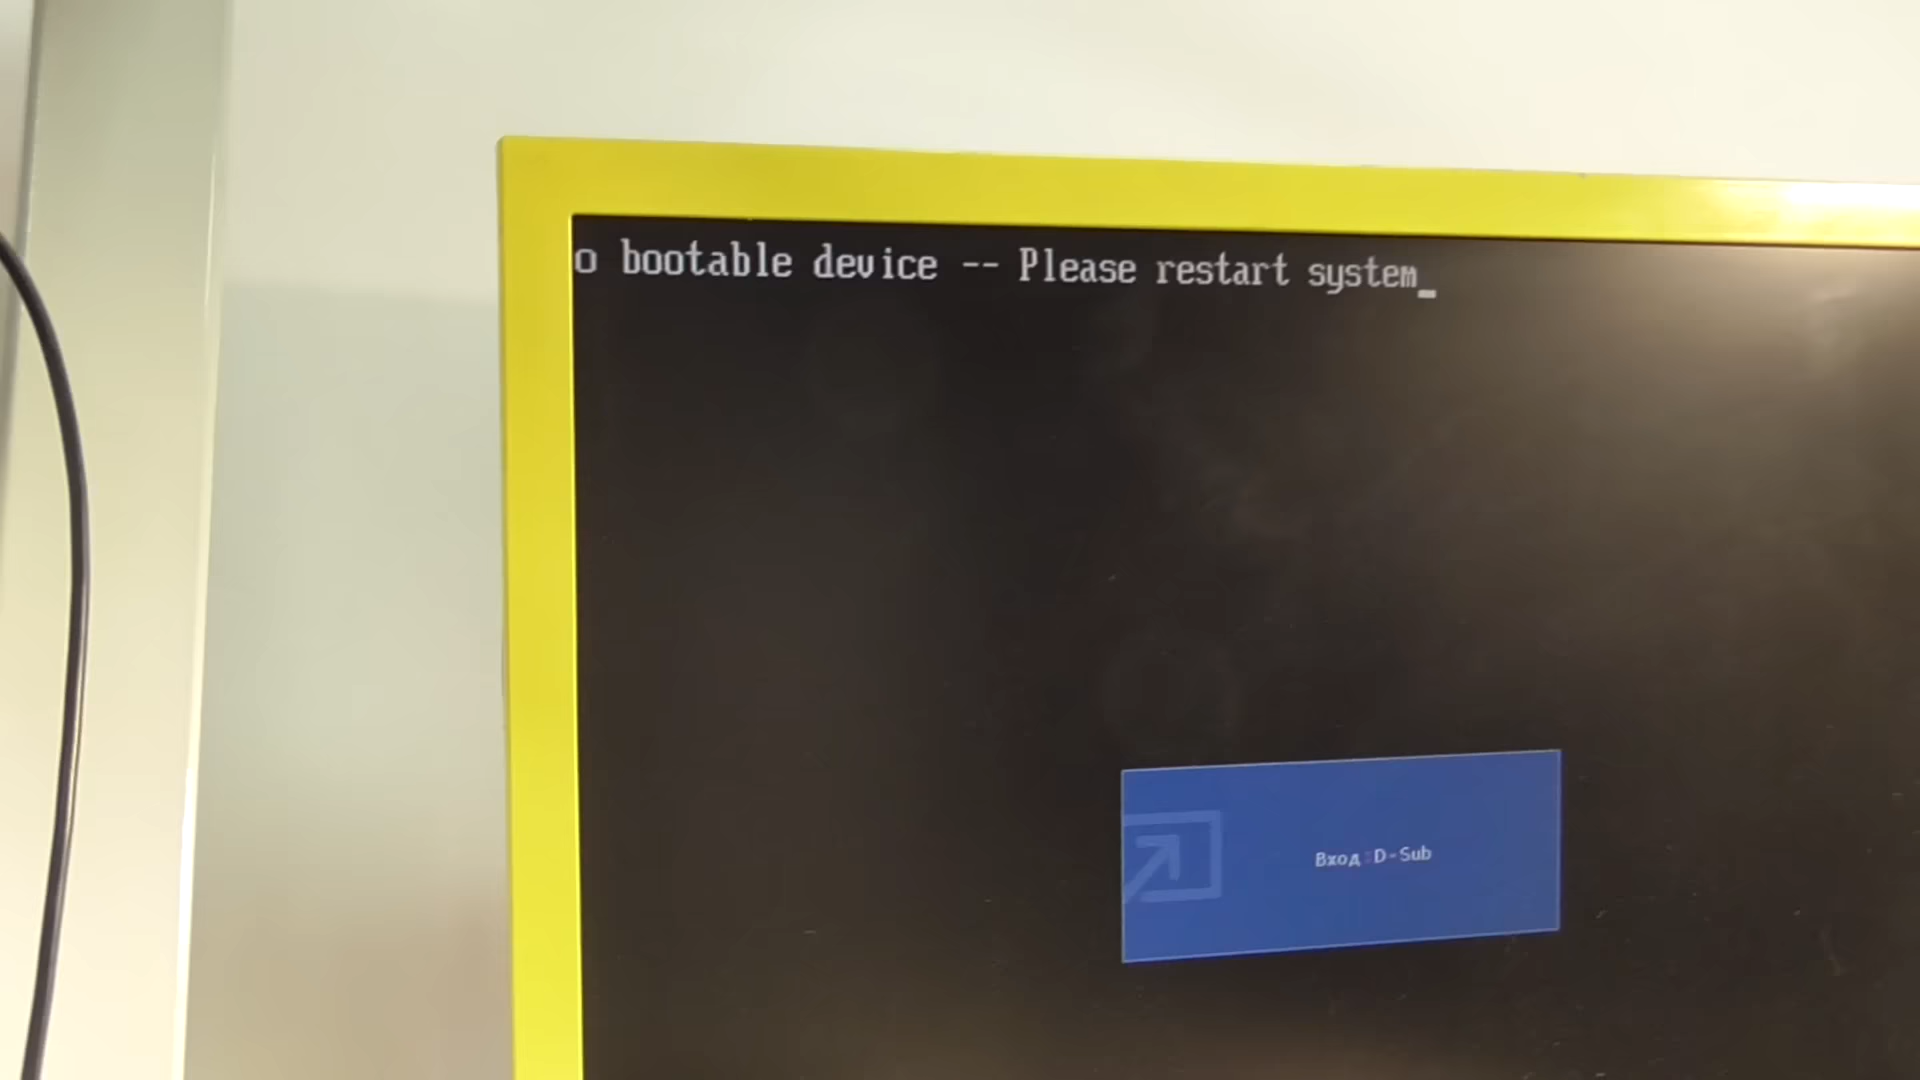 o bootable device -- Please restart system_
Вход:D-Sub